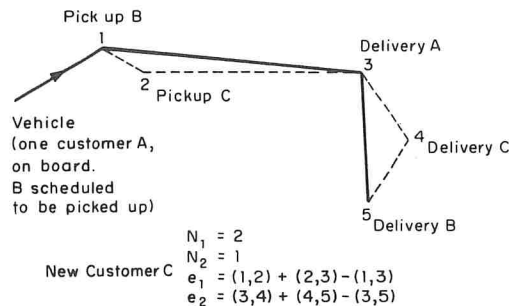 Pick up B
1
Delivery A
3
2
Pickup C
Vehicle
(one customer A,
on board.
B scheduled
to be picked up)
4 Delivery C
5
Delivery B
N₁ = 2
N₂ = 1
New Customer C
e₁ = (1,2) + (2,3) - (1,3)
e₂ = (3,4) + (4,5) - (3,5)